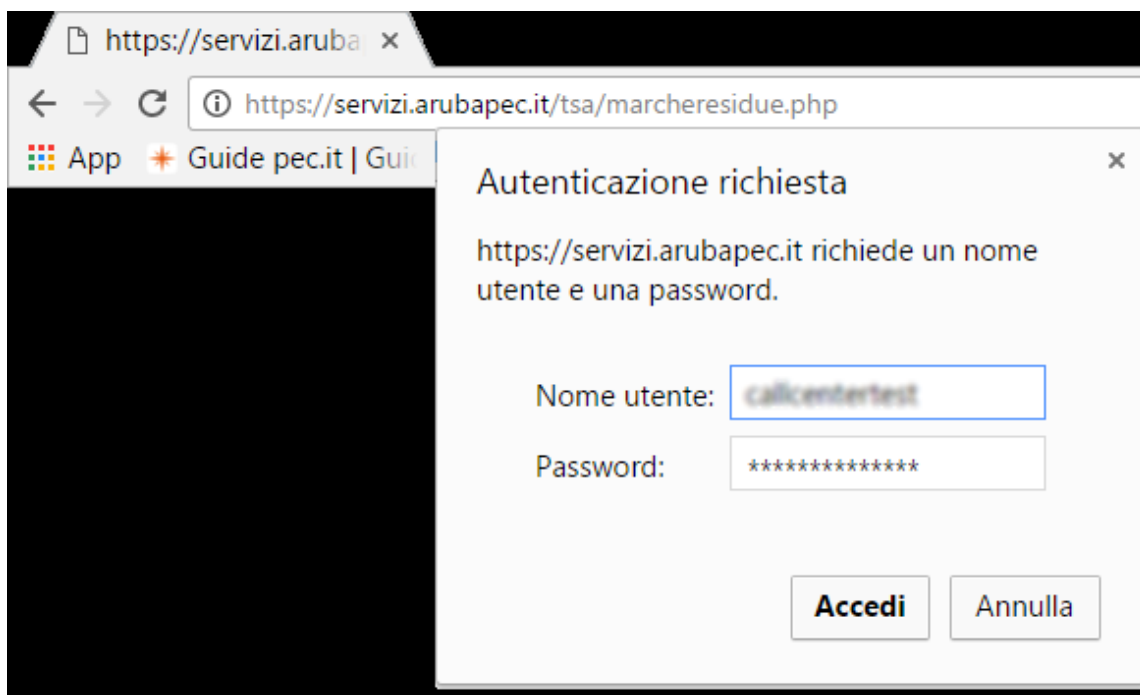 https://servizi.aruba
https://servizi.arubapec.it/tsa/marcheresidue.php
App Guide pec.it | Gui
Autenticazione richiesta
https://servizi.arubapec.it richiede un nome
utente e una password.
Nome utente:
Password: **************
Accedi Annulla